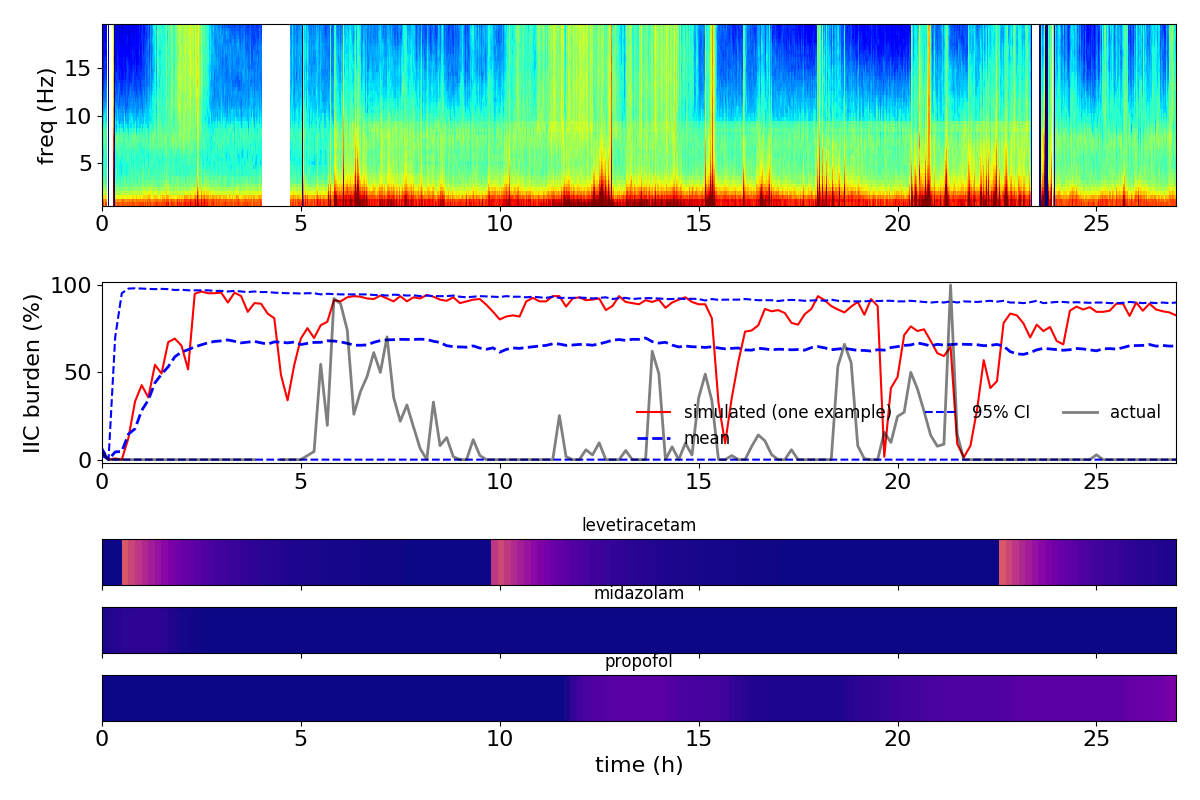 freq (Hz)
15
10
5
0 5 10 15 20 25
IIC burden (%)
100
50
0
simulated (one example) 95% CI actual
mean
0 5 10 15 20 25
levetiracetam
midazolam
propofol
0 5 10 15 20 25
time (h)